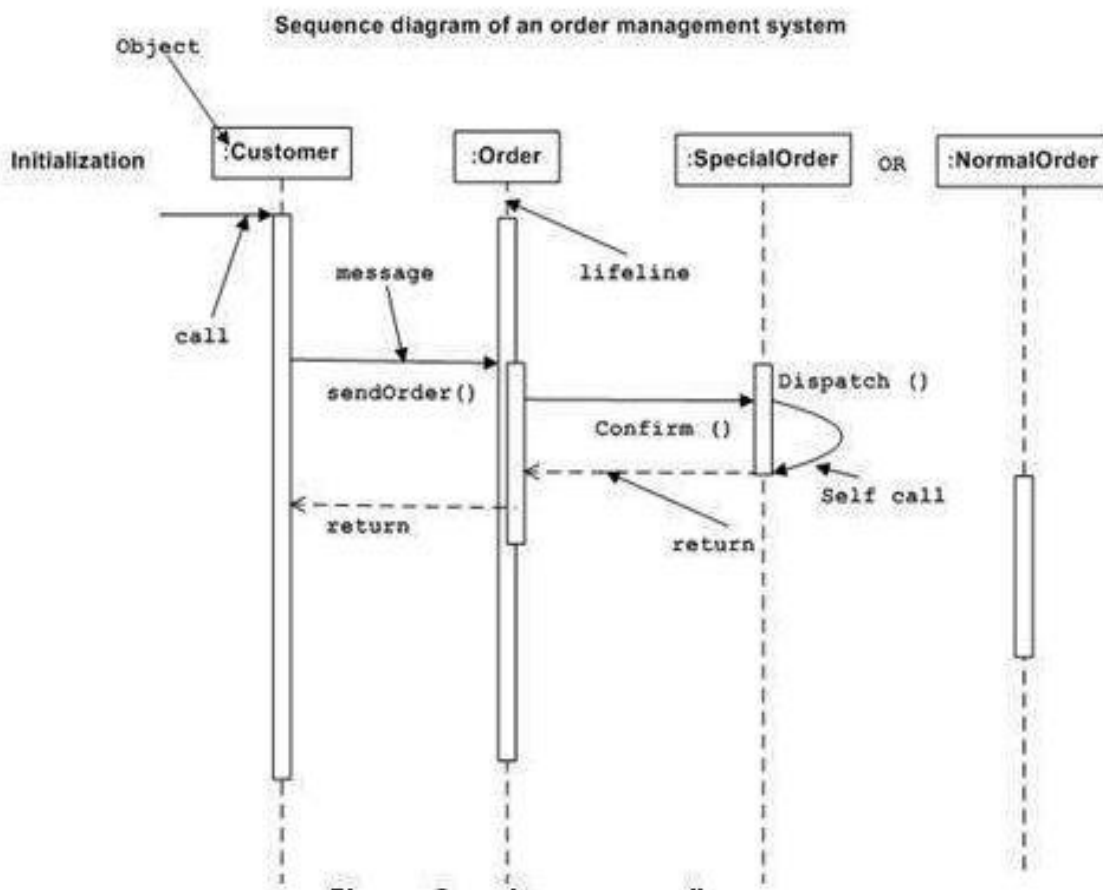 Sequence diagram of an order management system
Object
Initialization
:Customer
:Order
:SpecialOrder
OR
:NormalOrder
message
lifeline
call
sendOrder()
Dispatch ()
Confirm ()
Self call
return
return